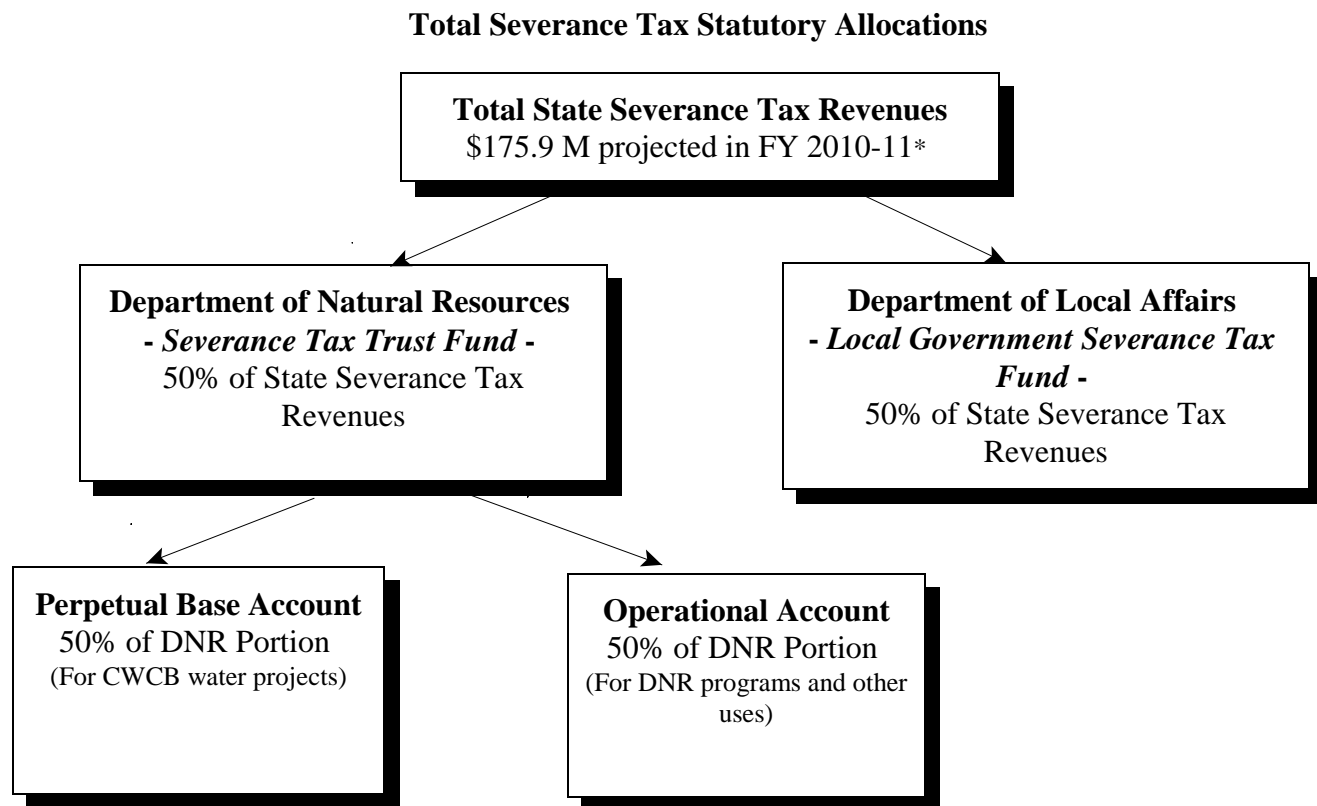 Total Severance Tax Statutory Allocations
Total State Severance Tax Revenues
$175.9 M projected in FY 2010-11*
Department of Natural Resources
- Severance Tax Trust Fund -
50% of State Severance Tax
Revenues
Department of Local Affairs
- Local Government Severance Tax
Fund -
50% of State Severance Tax
Revenues
Perpetual Base Account
50% of DNR Portion
(For CWCB water projects)
Operational Account
50% of DNR Portion
(For DNR programs and other
uses)